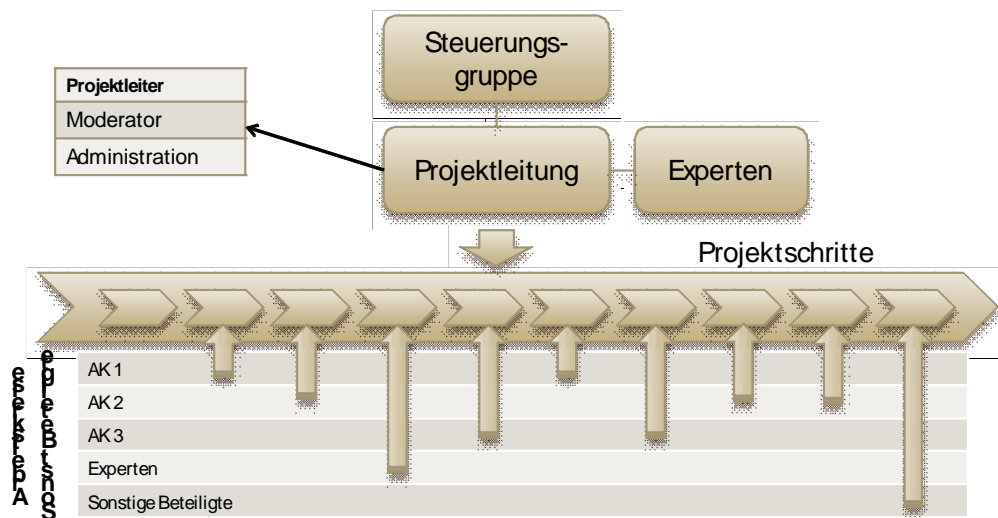 Steuerungs-
gruppe
Projektleiter
Moderator
Administration
Projektleitung
Experten
Projektschritte
AK 1
AK 2
AK 3
Experten
Sonstige Beteiligte